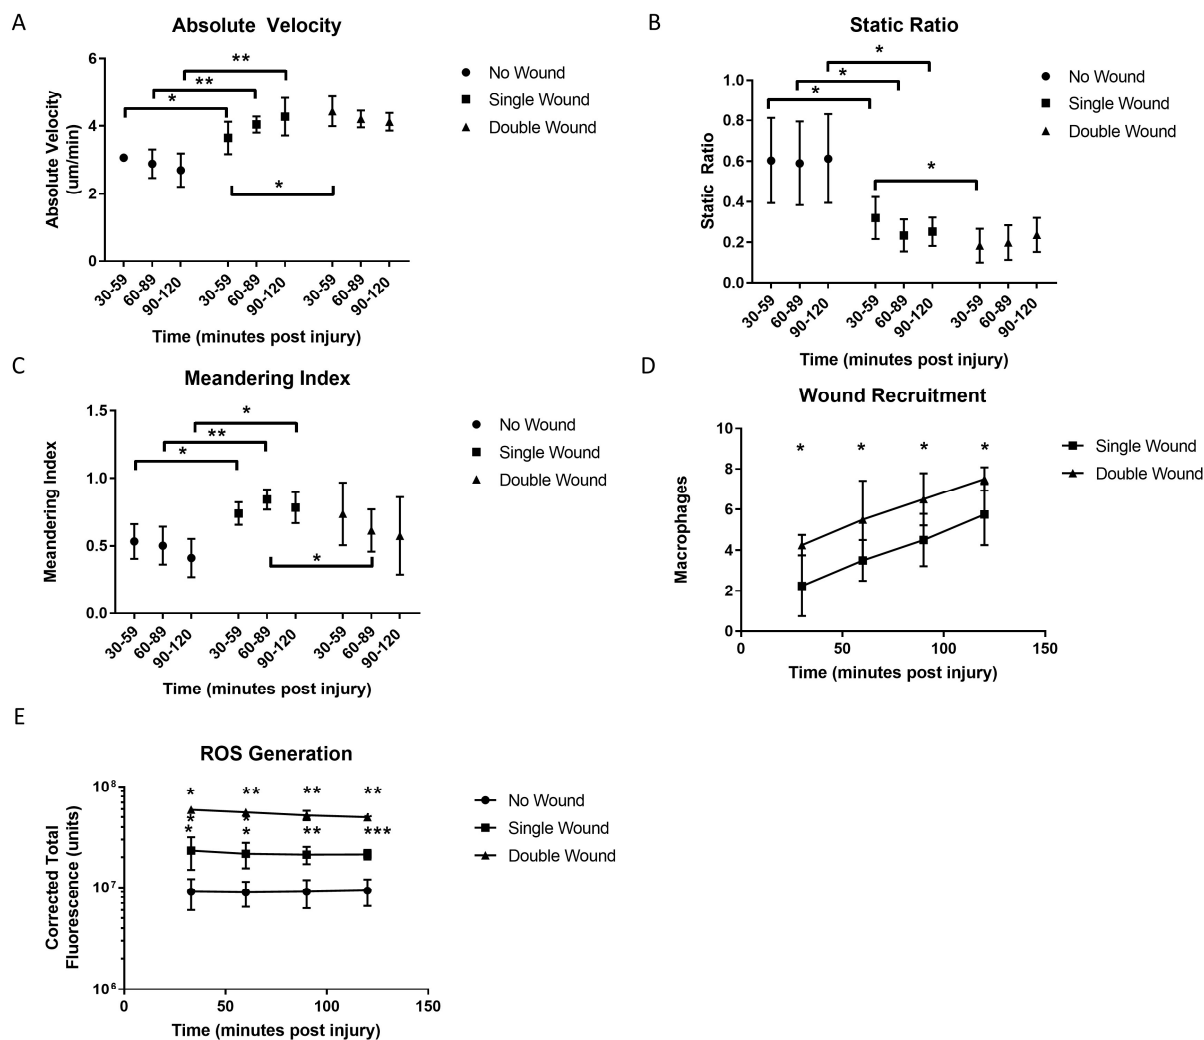 A
Absolute Velocity
Absolute Velocity
(um/min)
6
4
2
0
** 
**
*
*
30-59
60-89
90-120
30-59
60-89
90-120
30-59
60-89
90-120
Time (minutes post injury)
No Wound
Single Wound
Double Wound
B
Static Ratio
Static Ratio
1.0
0.8
0.6
0.4
0.2
0.0
*
*
*
*
30-59
60-89
90-120
30-59
60-89
90-120
30-59
60-89
90-120
Time (minutes post injury)
No Wound
Single Wound
Double Wound
C
Meandering Index
Meandering Index
1.5
1.0
0.5
0.0
*
**
*
*
30-59
60-89
90-120
30-59
60-89
90-120
30-59
60-89
90-120
Time (minutes post injury)
No Wound
Single Wound
Double Wound
D
Wound Recruitment
Macrophages
10
8
6
4
2
0
* * * *
0 50 100 150
Time (minutes post injury)
Single Wound
Double Wound
E
ROS Generation
Corrected Total
Fluorescence (units)
10⁸
10⁷
10⁶
* ** ** **
* *
* * ** ***
0 50 100 150
Time (minutes post injury)
No Wound
Single Wound
Double Wound